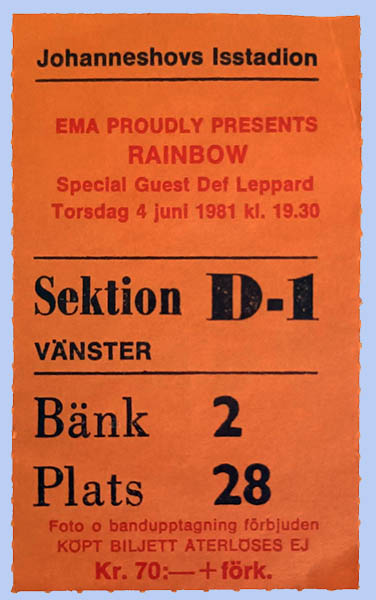 Johanneshovs Isstadion
EMA PROUDLY PRESENTS
RAINBOW
Special Guest Def Leppard
Torsdag 4 juni 1981 kl. 19.30
Sektion D-1
VÄNSTER
Bänk 2
Plats 28
Foto o bandupptagning förbjuden
KÖPT BILJETT ATERLÖSES EJ
Kr. 70:—+förk.